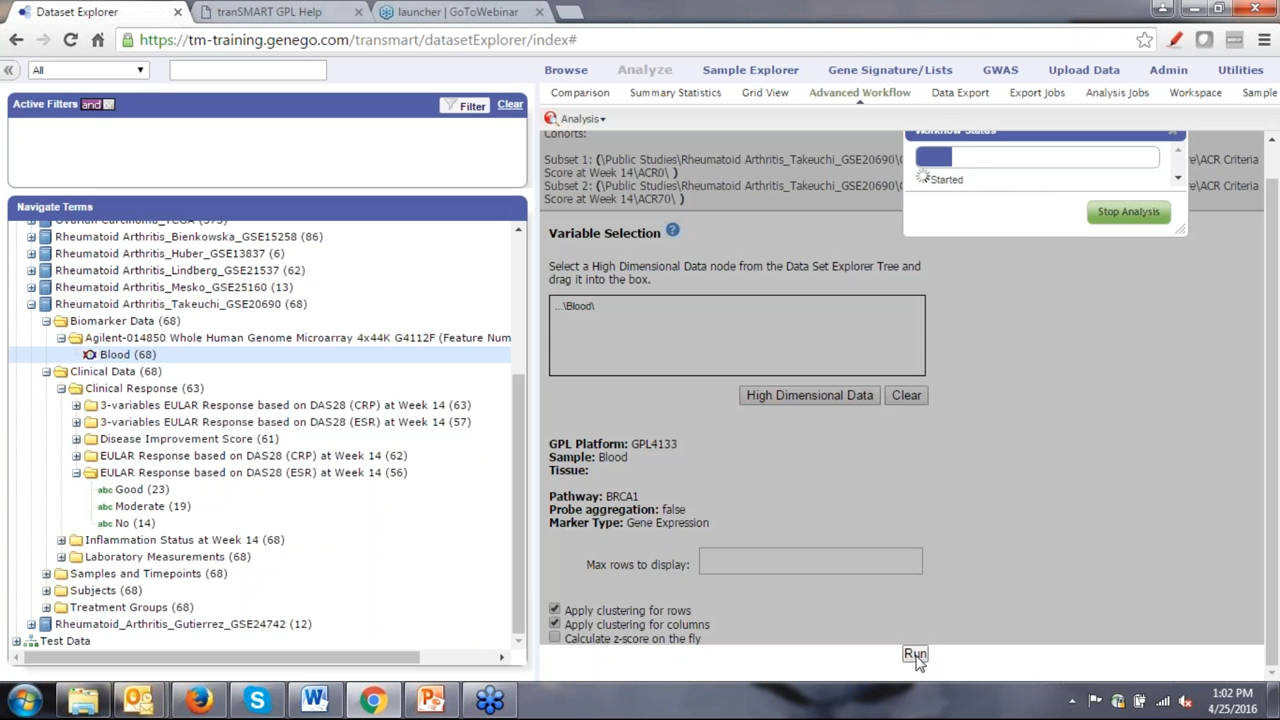 Dataset Explorer
tranSMART GPL Help
launcher | GoToWebinar
https://tm-training.genego.com/transmart/datasetExplorer/index#
All
Browse Analyze Sample Explorer Gene Signature/Lists GWAS Upload Data Admin Utilities
Comparison Summary Statistics Grid View Advanced Workflow Data Export Export Jobs Analysis Jobs Workspace Sample
Active Filters and or Filter Clear
Analysis
Cohorts:
Subset 1: (\Public Studies\Rheumatoid Arthritis_Takeuchi_GSE20690\
re\ACR Criteria
Score at Week 14\ACR0\ )
Subset 2: (\Public Studies\Rheumatoid Arthritis_Takeuchi_GSE20690\
re\ACR Criteria
Score at Week 14\ACR70\ )
Workflow Status
Started
Stop Analysis
Navigate Terms
Ovarian Carcinoma_TCGA
Rheumatoid Arthritis_Bienkowska_GSE15258 (86)
Rheumatoid Arthritis_Huber_GSE13837 (6)
Rheumatoid Arthritis_Lindberg_GSE21537 (62)
Rheumatoid Arthritis_Mesko_GSE25160 (13)
Rheumatoid Arthritis_Takeuchi_GSE20690 (68)
Biomarker Data (68)
Agilent-014850 Whole Human Genome Microarray 4x44K G4112F (Feature Num
Blood (68)
Clinical Data (68)
Clinical Response (63)
3-variables EULAR Response based on DAS28 (CRP) at Week 14 (63)
3-variables EULAR Response based on DAS28 (ESR) at Week 14 (57)
Disease Improvement Score (61)
EULAR Response based on DAS28 (CRP) at Week 14 (62)
EULAR Response based on DAS28 (ESR) at Week 14 (56)
abc Good (23)
abc Moderate (19)
abc No (14)
Inflammation Status at Week 14 (68)
Laboratory Measurements (68)
Samples and Timepoints (68)
Subjects (68)
Treatment Groups (68)
Rheumatoid_Arthritis_Gutierrez_GSE24742 (12)
Test Data
Variable Selection ?
Select a High Dimensional Data node from the Data Set Explorer Tree and
drag it into the box.
...\Blood\
High Dimensional Data Clear
GPL Platform: GPL4133
Sample: Blood
Tissue:
Pathway: BRCA1
Probe aggregation: false
Marker Type: Gene Expression
Max rows to display:
Apply clustering for rows
Apply clustering for columns
Calculate z-score on the fly
Run
1:02 PM
4/25/2016